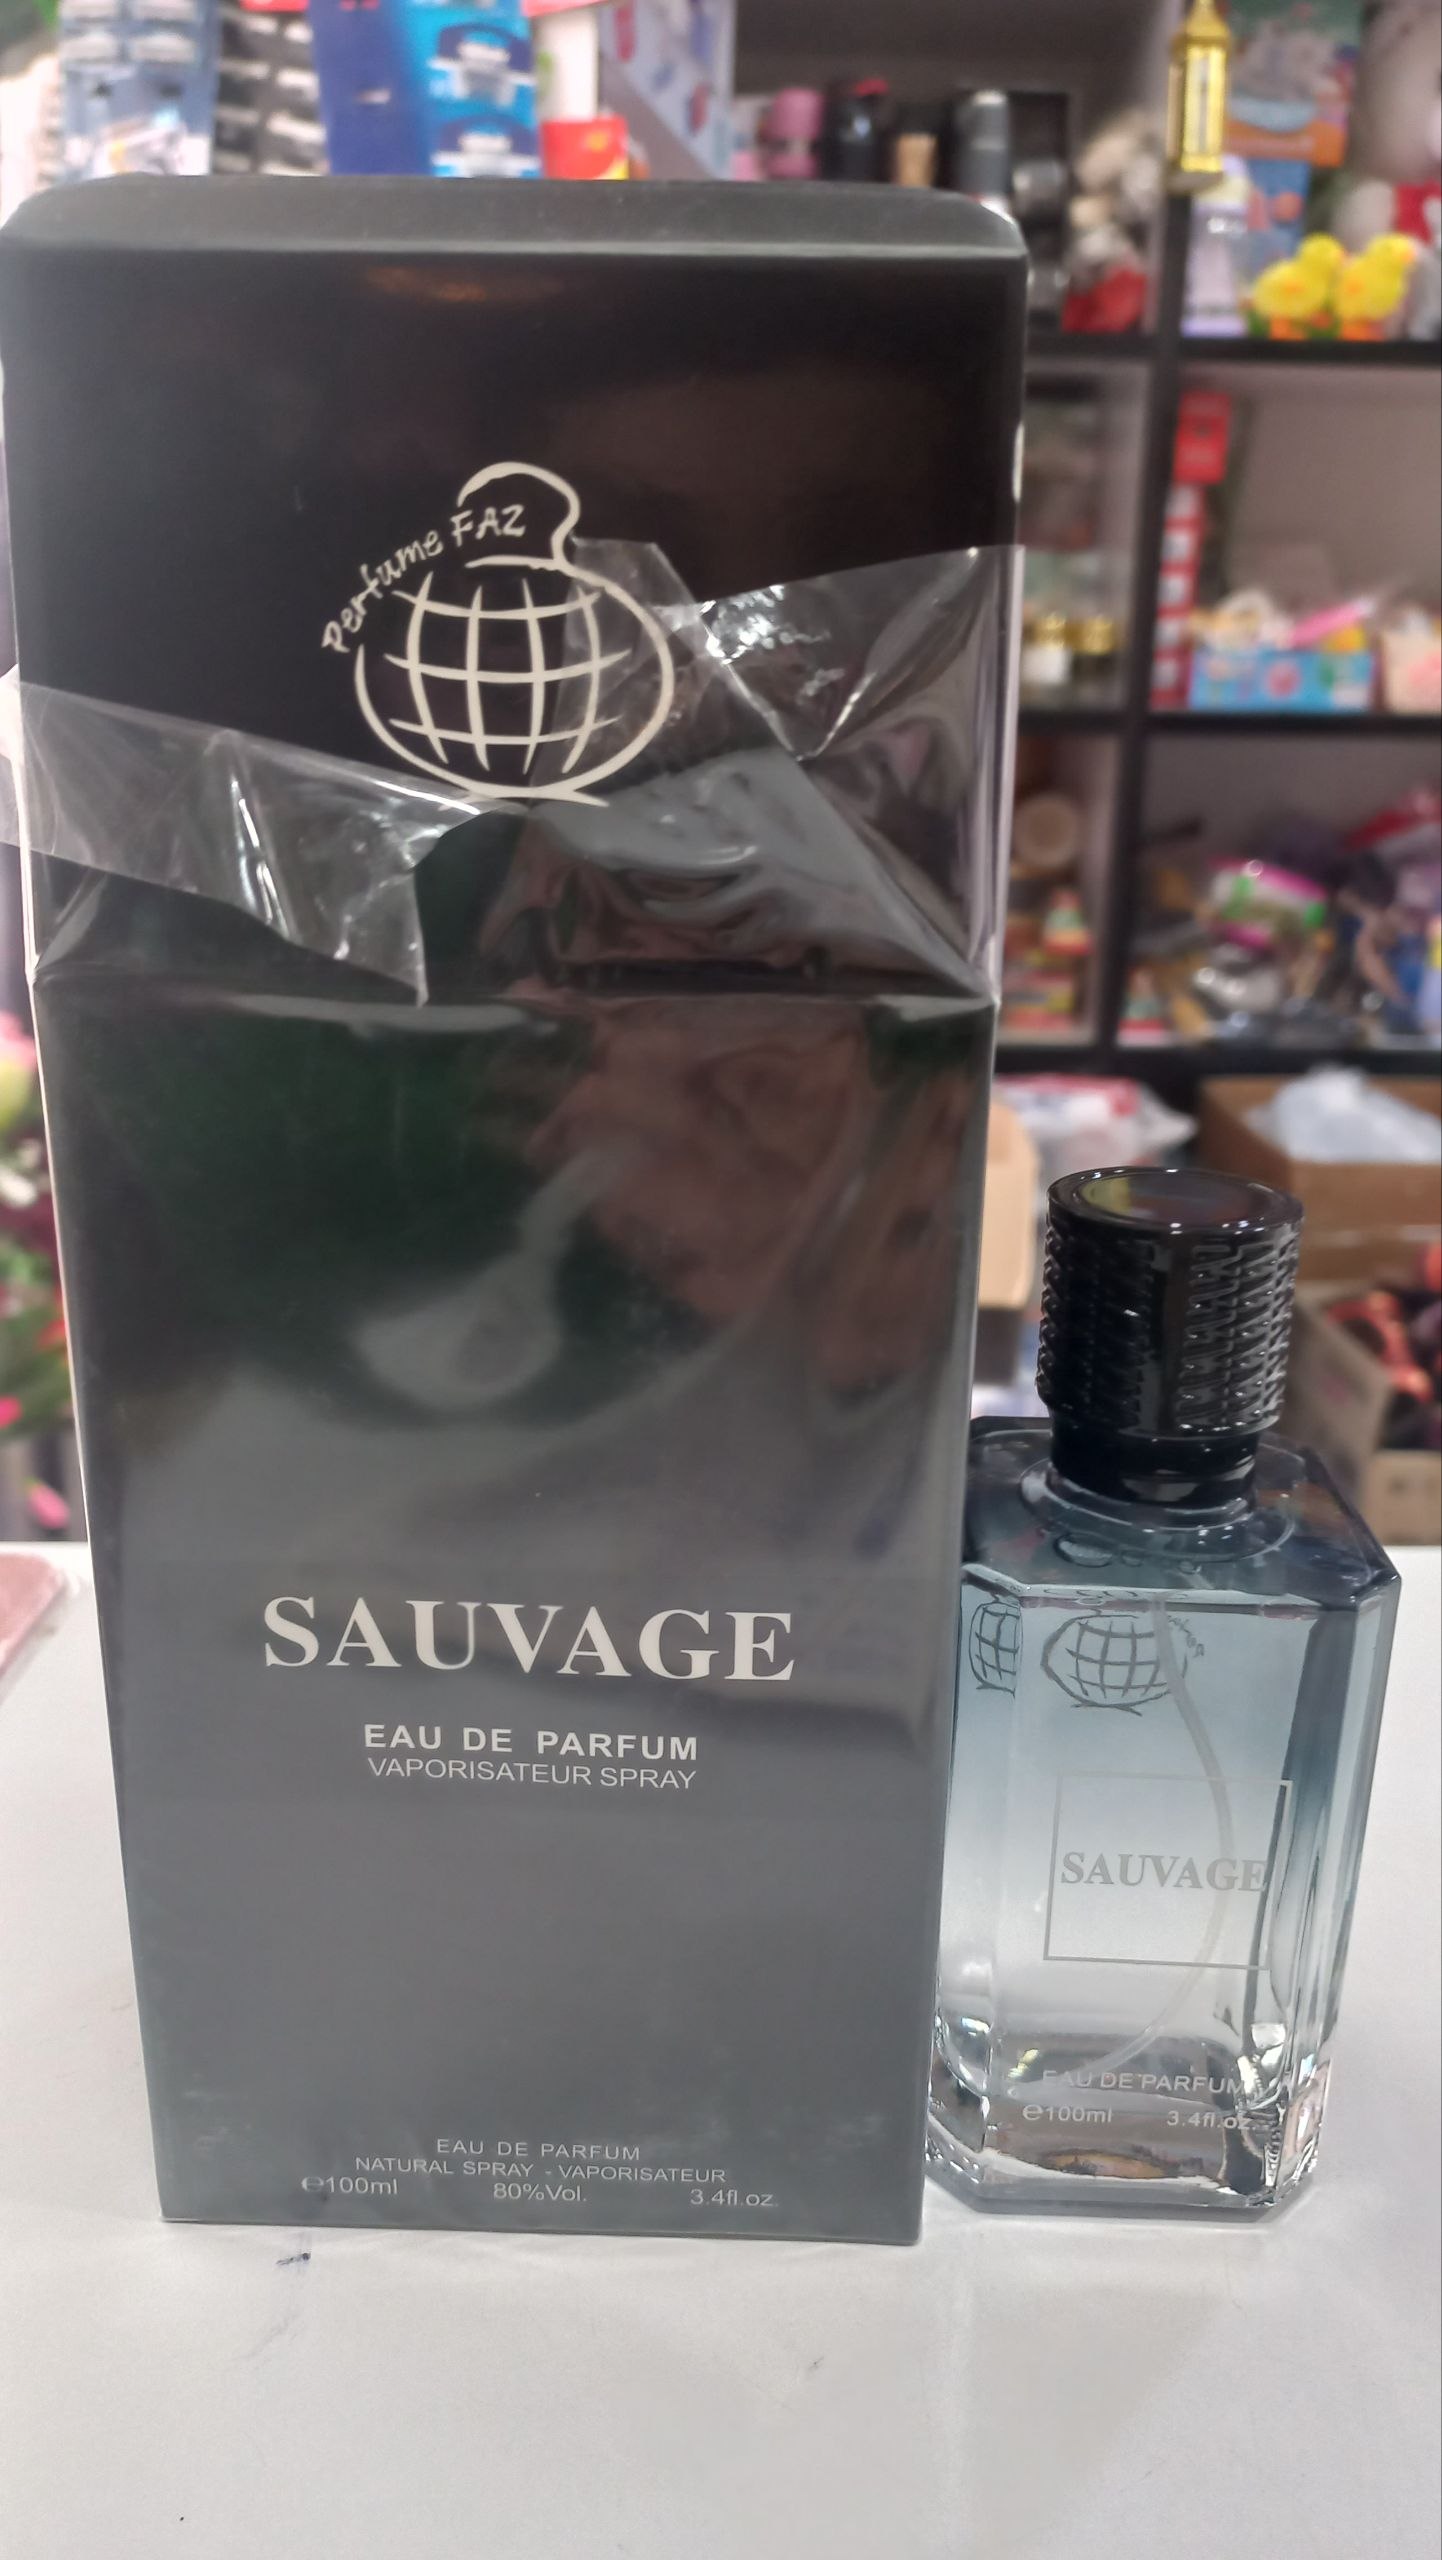 Perfume FAZ
SAUVAGE
EAU DE PARFUM
VAPORISATEUR SPRAY
EAU DE PARFUM
NATURAL SPRAY - VAPORISATEUR
℮100ml 80%Vol. 3.4fl.oz.
SAUVAGE
EAU DE PARFUM
℮100ml 3.4fl.oz.